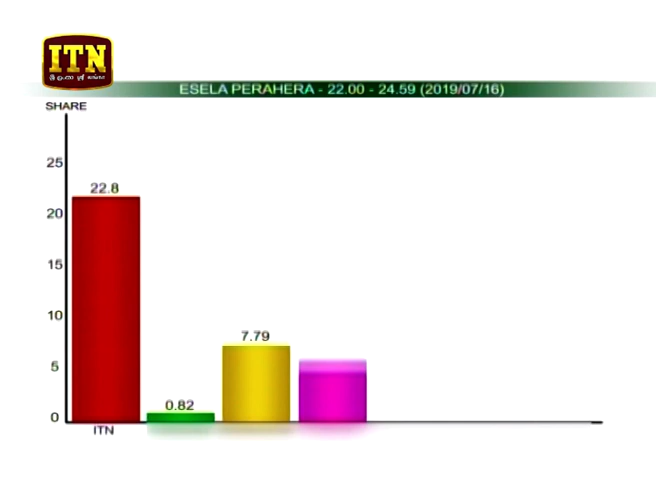 ITN
ESELA PERAHERA - 22.00 - 24.59 (2019/07/16)
SHARE
25
22.8
20
15
10
7.79
5
0.82
0
ITN